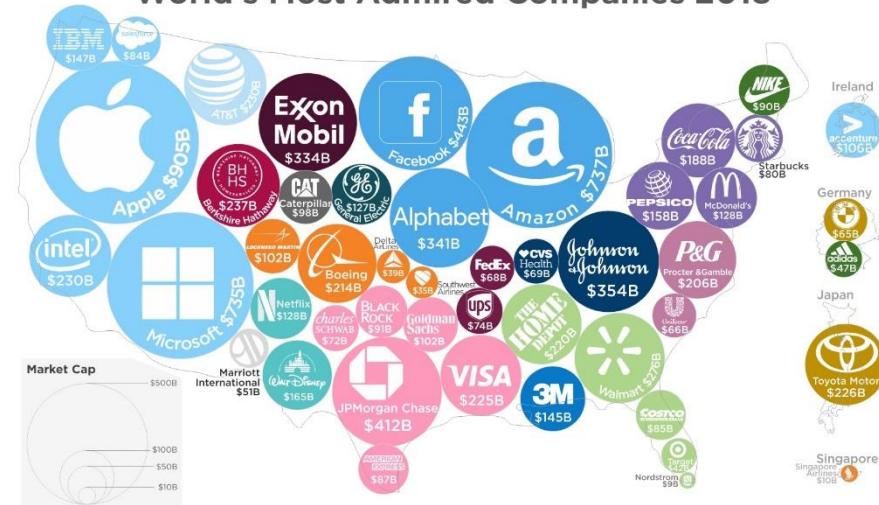 World's Most Admired Companies 2018
IBM
$147B
salesforce
$84B
AT&T $230B
Apple $905B
Exxon
Mobil
$334B
f
Facebook $443B
a
Amazon $737B
NIKE
$90B
Coca-Cola
$188B
Starbucks
$80B
PEPSICO
$158B
M
McDonald's
$128B
BH
HS
$237B
Berkshire Hathaway
CAT
Caterpillar
$98B
GE
$127B
General Electric
Alphabet
$341B
intel
$230B
Microsoft $735B
LOCKHEED MARTIN
$102B
Boeing
$214B
Delta
Airlines
$39B
$35B
Southwest
Airlines
FedEx
$68B
CVS
Health
$69B
Johnson
&Johnson
$354B
P&G
Procter &Gamble
$206B
Unilever
$66B
N
Netflix
$128B
charles
SCHWAB
$72B
BLACK
ROCK
$91B
Goldman
Sachs
$102B
ups
$74B
THE
HOME
DEPOT
$220B
Walmart $276B
Marriott
International
$51B
WALT DISNEY
$165B
JPMorgan Chase
$412B
VISA
$225B
3M
$145B
COSTCO
WHOLESALE
$85B
Target
$42B
Nordstrom
$9B
AMERICAN
EXPRESS
$87B
Market Cap
$500B
$100B
$50B
$10B
Ireland
>
accenture
$106B
Germany
BMW
$65B
adidas
$47B
Japan
Toyota Motor
$226B
Singapore
Singapore
Airlines
$10B